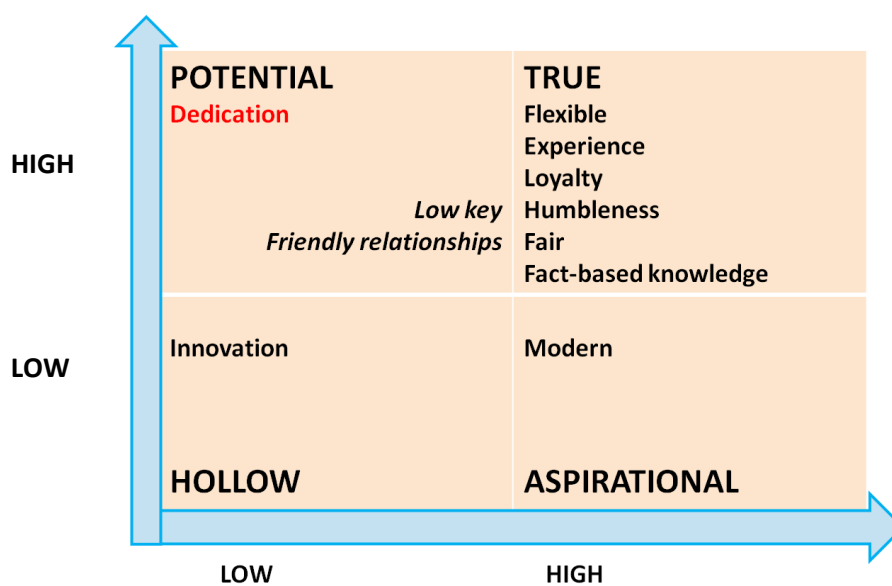 POTENTIAL
Dedication
Low key
Friendly relationships
TRUE
Flexible
Experience
Loyalty
Humbleness
Fair
Fact-based knowledge
HIGH
Innovation
HOLLOW
Modern
ASPIRATIONAL
LOW
LOW
HIGH